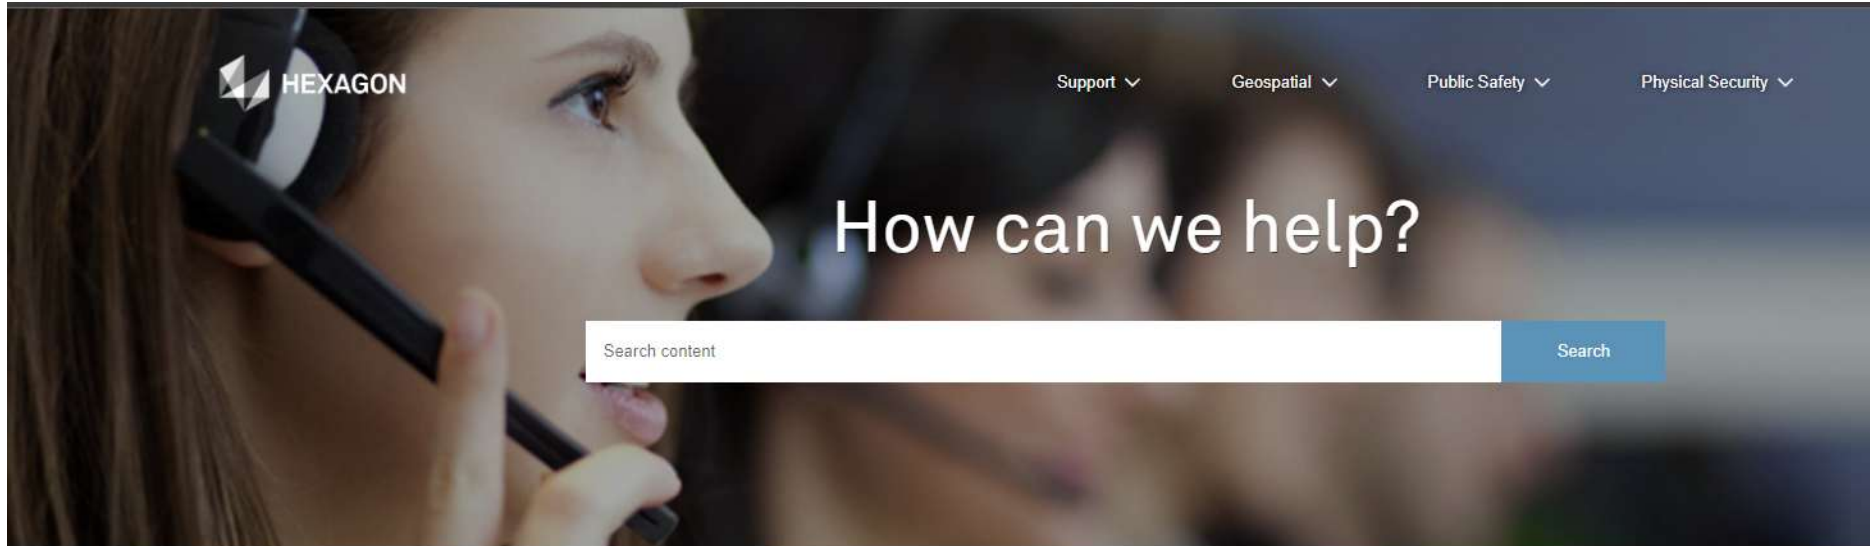 HEXAGON
Support
Geospatial
Public Safety
Physical Security
How can we help?
Search content
Search